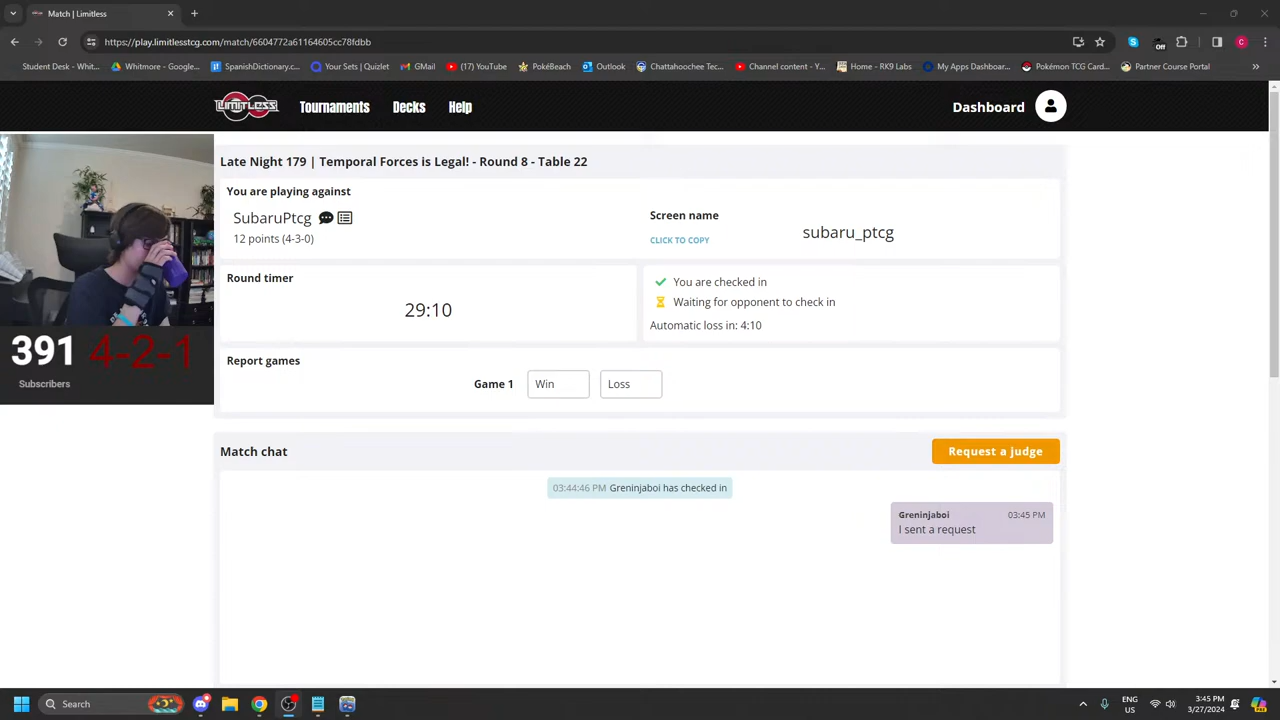 Match | Limitless
https://play.limitlesstcg.com/match/6604772a61164605cc78fdbb
Student Desk - Whit...
Whitmore - Google...
SpanishDictionary.c...
Your Sets | Quizlet
GMail
(17) YouTube
PokéBeach
Outlook
Chattahoochee Tec...
Channel content - Y...
Home - RK9 Labs
My Apps Dashboar...
Pokémon TCG Card...
Partner Course Portal
LIMITLESS
Tournaments
Decks
Help
Dashboard
Late Night 179 | Temporal Forces is Legal! - Round 8 - Table 22
You are playing against
SubaruPtcg
12 points (4-3-0)
Screen name
CLICK TO COPY
subaru_ptcg
Round timer
29:10
You are checked in
Waiting for opponent to check in
Automatic loss in: 4:10
391
Subscribers
4-2-1
Report games
Game 1
Win
Loss
Match chat
Request a judge
03:44:46 PM Greninjaboi has checked in
Greninjaboi 03:45 PM
I sent a request
Search
ENG
US
3:45 PM
3/27/2024